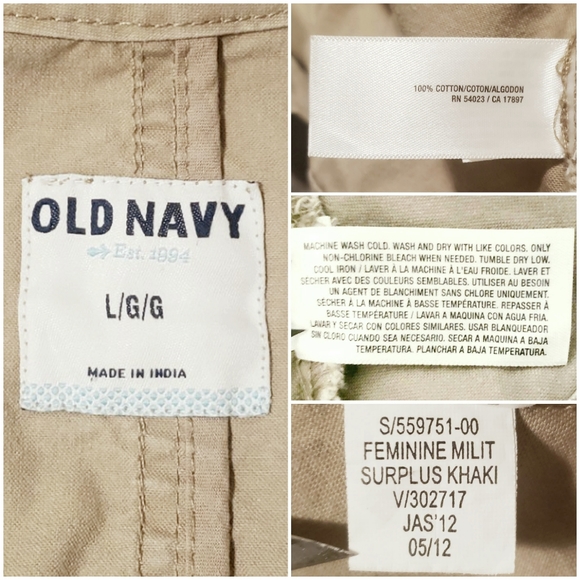 OLD NAVY
Est. 1994
L/G/G
MADE IN INDIA
100% COTTON/COTON/ALGODON
RN 54023 / CA 17897
MACHINE WASH COLD. WASH AND DRY WITH LIKE COLORS. ONLY
NON-CHLORINE BLEACH WHEN NEEDED. TUMBLE DRY LOW.
COOL IRON / LAVER À LA MACHINE À L'EAU FROIDE. LAVER ET
SÉCHER AVEC DES COULEURS SEMBLABLES. UTILISER AU BESOIN
UN AGENT DE BLANCHIMENT SANS CHLORE UNIQUEMENT.
SÉCHER À LA MACHINE À BASSE TEMPÉRATURE. REPASSER À
BASSE TEMPÉRATURE / LAVAR A MAQUINA CON AGUA FRIA.
LAVAR Y SECAR CON COLORES SIMILARES. USAR BLANQUEADOR
SIN CLORO CUANDO SEA NECESARIO. SECAR A MAQUINA A BAJA
TEMPERATURA. PLANCHAR A BAJA TEMPERATURA.
S/559751-00
FEMININE MILIT
SURPLUS KHAKI
V/302717
JAS'12
05/12